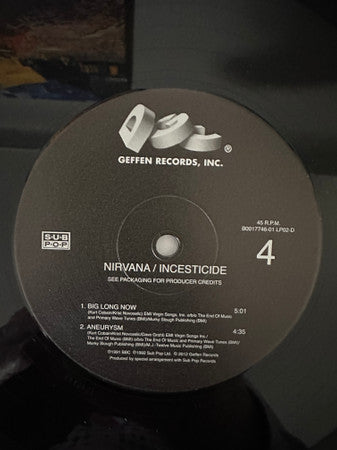 GEFFEN RECORDS, INC.
45 R.P.M.
B0017746-01 LP02-D
4
SUB
POP
NIRVANA / INCESTICIDE
SEE PACKAGING FOR PRODUCER CREDITS
1. BIG LONG NOW 5:01
(Kurt Cobain/Krist Novoselic) EMI Virgin Songs, Inc. o/b/o The End Of Music
and Primary Wave Tunes (BMI)/Murky Slough Publishing (BMI)
2. ANEURYSM 4:35
(Kurt Cobain/Krist Novoselic/Dave Grohl) EMI Virgin Songs Inc./
The End Of Music (BMI) o/b/o The End Of Music and Primary Wave Tunes (BMI)/
Murky Slough Publishing (BMI)/M.J.-Twelve Music Publishing (BMI)
℗1991 BBC ℗1992 Sub Pop Ltd. © 2012 Geffen Records
Produced by special arrangement with Sub Pop Records